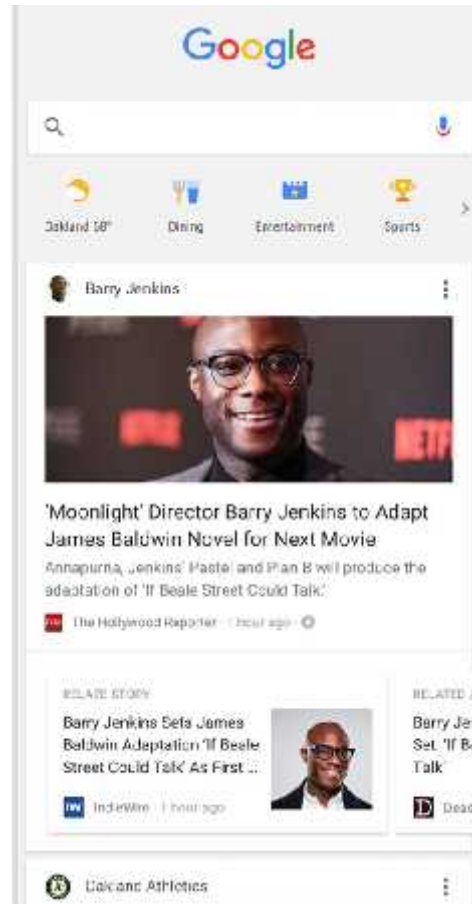 Google
Oakland 58°
Dining
Entertainment
Sports
Barry Jenkins
NETF
'Moonlight' Director Barry Jenkins to Adapt
James Baldwin Novel for Next Movie
Annapurna, Jenkins' Pastel and Plan B will produce the
adaptation of 'If Beale Street Could Talk.'
The Hollywood Reporter · 1 hour ago
RELATED STORY
Barry Jenkins Sets James
Baldwin Adaptation 'If Beale
Street Could Talk' As First ...
IW
IndieWire · 1 hour ago
RELATED
Barry Je
Set 'If B
Talk'
D
Dead
Oakland Athletics